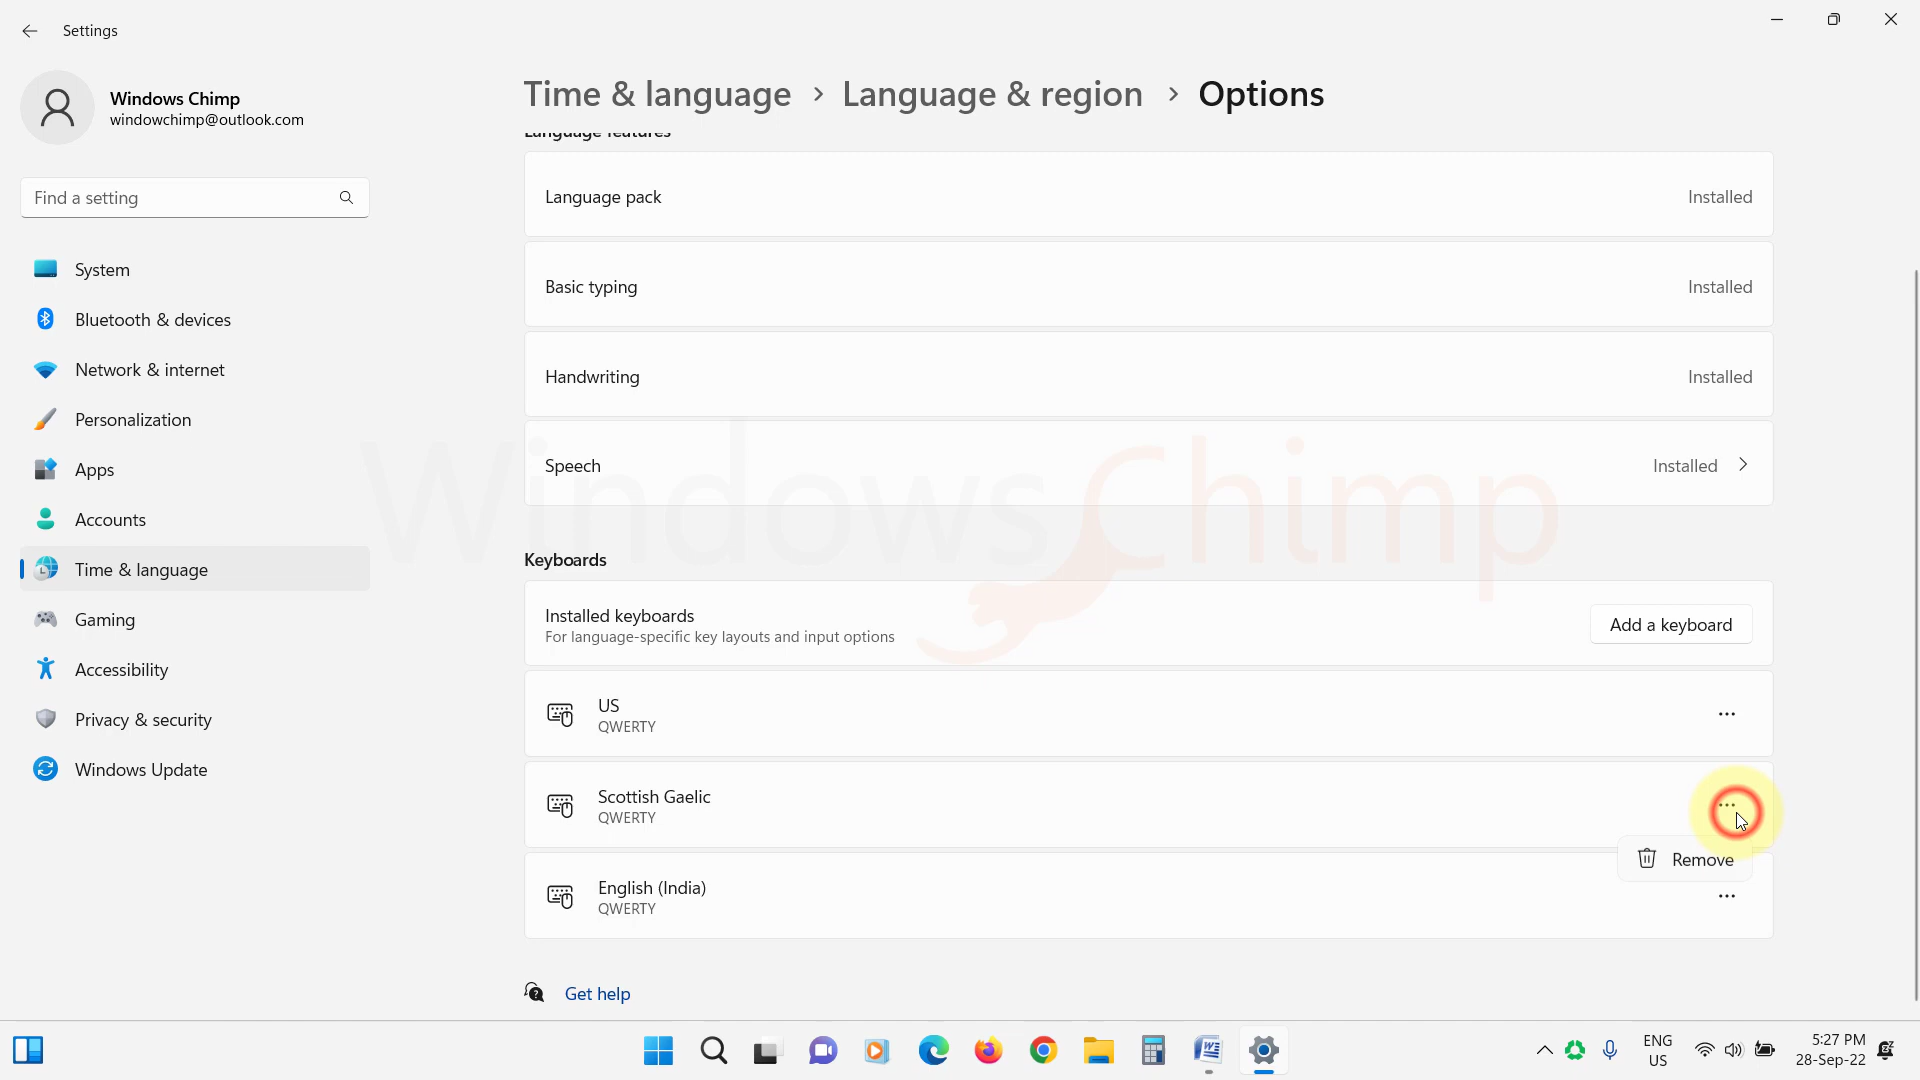 Settings
Windows Chimp
windowchimp@outlook.com
Find a setting
System
Bluetooth & devices
Network & internet
Personalization
Apps
Accounts
Time & language
Gaming
Accessibility
Privacy & security
Windows Update
Time & language > Language & region > Options
Language features
Language pack Installed
Basic typing Installed
Handwriting Installed
Speech Installed
WindowsChimp
Keyboards
Installed keyboards
For language-specific key layouts and input options
Add a keyboard
US
QWERTY
Scottish Gaelic
QWERTY
Remove
English (India)
QWERTY
Get help
ENG
US
5:27 PM
28-Sep-22